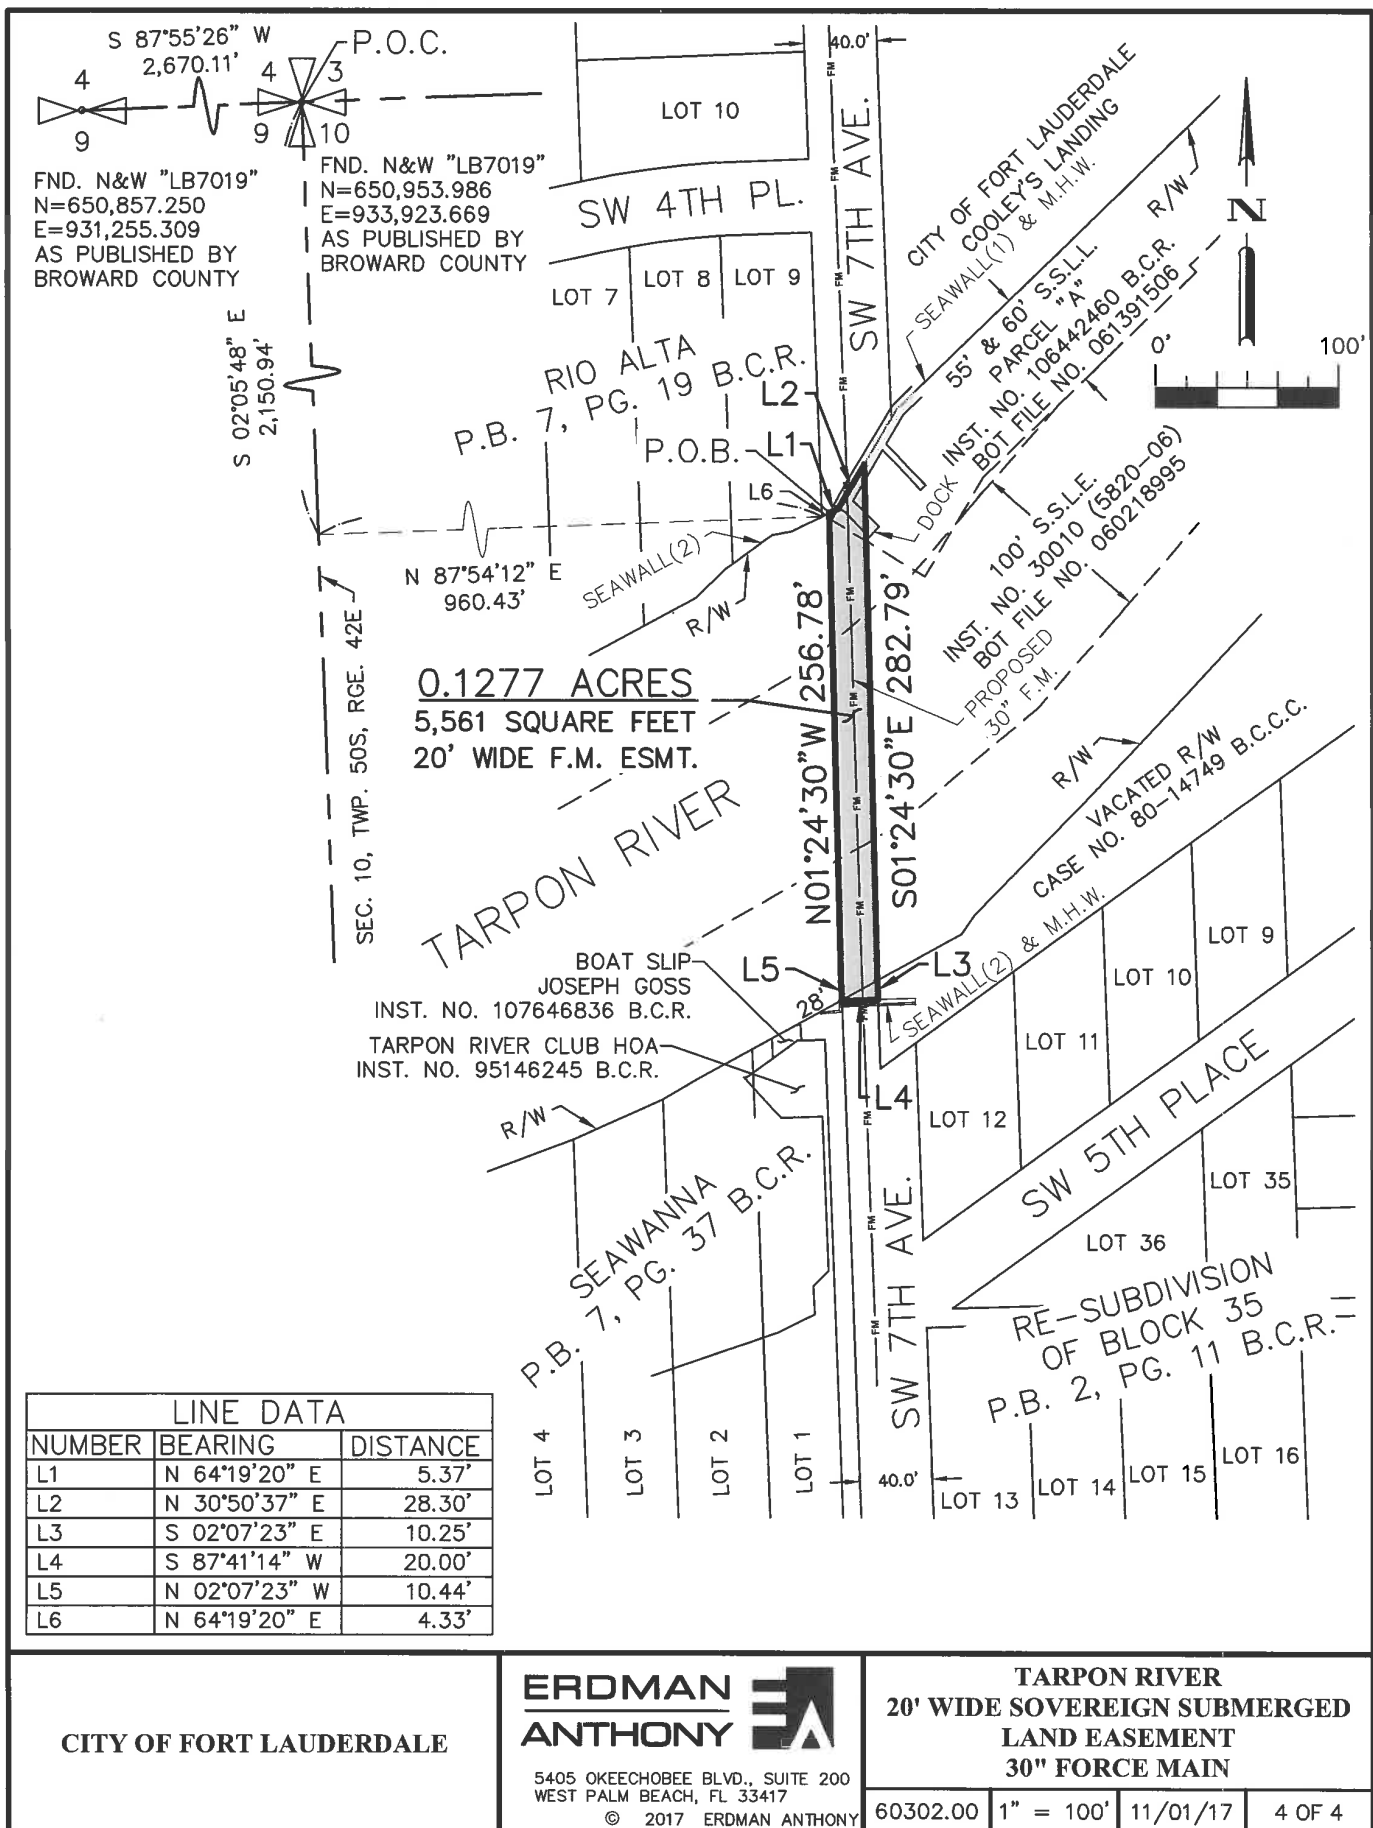 S 87°55'26" W
2,670.11'
P.O.C.
4
9
4
3
9
10
FND. N&W "LB7019"
N=650,857.250
E=931,255.309
AS PUBLISHED BY
BROWARD COUNTY
FND. N&W "LB7019"
N=650,953.986
E=933,923.669
AS PUBLISHED BY
BROWARD COUNTY
S 02°05'48" E
2,150.94'
40.0'
LOT 10
SW 4TH PL.
SW 7TH AVE.
LOT 7
LOT 8
LOT 9
RIO ALTA
P.B. 7, PG. 19 B.C.R.
CITY OF FORT LAUDERDALE
COOLEY'S LANDING
SEAWALL(1) & M.H.W.
R/W
55' & 60' S.S.L.L.
PARCEL "A"
INST. NO. 106442460 B.C.R.
BOT FILE NO. 061391506
N
0'
100'
L2
L1
P.O.B.
L6
DOCK
100' S.S.L.E.
INST. NO. 30010 (5820-06)
BOT FILE NO. 060218995
PROPOSED
30" F.M.
N 87°54'12" E
960.43'
SEAWALL(2)
R/W
SEC. 10, TWP. 50S, RGE. 42E
0.1277 ACRES
5,561 SQUARE FEET
20' WIDE F.M. ESMT.
N01°24'30"W 256.78'
S01°24'30"E 282.79'
FM
FM
FM
FM
FM
FM
FM
FM
FM
FM
FM
FM
TARPON RIVER
R/W
VACATED R/W
CASE NO. 80-14749 B.C.C.C.
SEAWALL(2) & M.H.W.
BOAT SLIP
JOSEPH GOSS
INST. NO. 107646836 B.C.R.
TARPON RIVER CLUB HOA
INST. NO. 95146245 B.C.R.
28'
L5
L3
L4
R/W
LOT 9
LOT 10
LOT 11
LOT 12
SW 5TH PLACE
LOT 35
LOT 36
SEAWANNA
P.B. 7, PG. 37 B.C.R.
SW 7TH AVE.
RE-SUBDIVISION
OF BLOCK 35
P.B. 2, PG. 11 B.C.R.
LOT 4
LOT 3
LOT 2
LOT 1
40.0'
LOT 13
LOT 14
LOT 15
LOT 16
LINE DATA
NUMBER BEARING DISTANCE
L1 N 64°19'20" E 5.37'
L2 N 30°50'37" E 28.30'
L3 S 02°07'23" E 10.25'
L4 S 87°41'14" W 20.00'
L5 N 02°07'23" W 10.44'
L6 N 64°19'20" E 4.33'
CITY OF FORT LAUDERDALE
ERDMAN
ANTHONY
EA
5405 OKEECHOBEE BLVD., SUITE 200
WEST PALM BEACH, FL 33417
© 2017 ERDMAN ANTHONY
TARPON RIVER
20' WIDE SOVEREIGN SUBMERGED
LAND EASEMENT
30" FORCE MAIN
60302.00 1" = 100' 11/01/17 4 OF 4